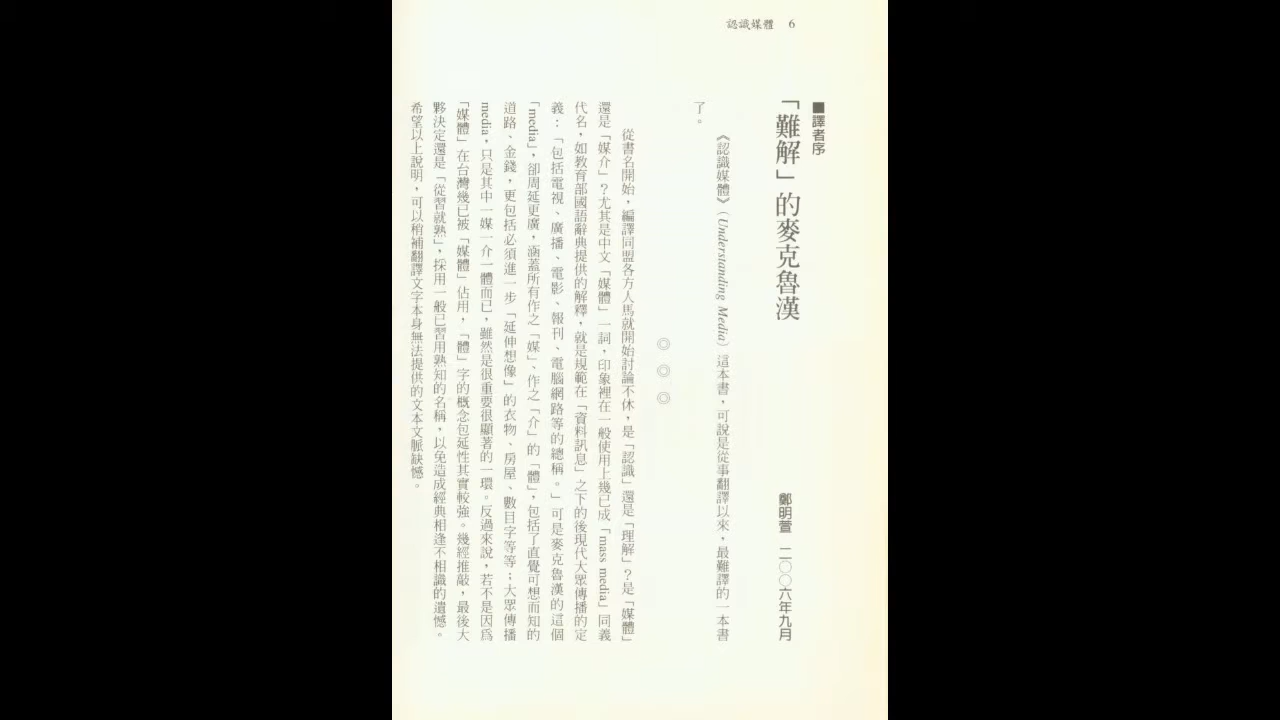 認識媒體 6
■譯者序
「難解」的麥克魯漢
鄭明萱 二〇〇六年九月
《認識媒體》（Understanding Media）這本書，可說是從事翻譯以來，最難譯的一本書
了。
◎ ◎ ◎
從書名開始，編譯同盟各方人馬就開始討論不休，是「認識」還是「理解」？是「媒體」
還是「媒介」？尤其是中文「媒體」一詞，印象裡在一般使用上幾已成「mass media」同義
代名，如教育部國語辭典提供的解釋，就是規範在「資料訊息」之下的後現代大眾傳播的定
義：「包括電視、廣播、電影、報刊、電腦網路等的總稱。」可是麥克魯漢的這個
「media」，卻周延更廣，涵蓋所有作之「媒」、作之「介」的「體」，包括了直覺可想而知的
道路、金錢，更包括必須進一步「延伸想像」的衣物、房屋、數目字等等；大眾傳播
media，只是其中一媒一介一體而已，雖然是很重要很顯著的一環。反過來說，若不是因為
「媒體」在台灣幾已被「媒體」佔用，「體」字的概念包延性其實較強。幾經推敲，最後大
夥決定還是「從習就熟」，採用一般已習用熟知的名稱，以免造成經典相逢不相識的遺憾。
希望以上說明，可以稍補翻譯文字本身無法提供的文本文脈缺憾。